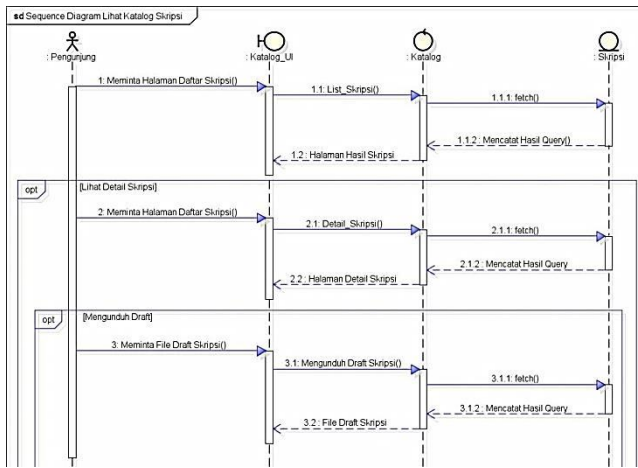 sd Sequence Diagram Lihat Katalog Skripsi
: Pengunjung
: Katalog_UI
: Katalog
: Skripsi
1: Meminta Halaman Daftar Skripsi()
1.1: List_Skripsi()
1.1.1: fetch()
1.1.2 : Mencatat Hasil Query()
1.2 : Halaman Hasil Skripsi
opt
[Lihat Detail Skripsi]
2: Meminta Halaman Daftar Skripsi()
2.1: Detail_Skripsi()
2.1.1: fetch()
2.1.2 : Mencatat Hasil Query
2.2 : Halaman Detail Skripsi
opt
[Mengunduh Draft]
3: Meminta File Draft Skripsi()
3.1: Mengunduh Draft Skripsi()
3.1.1: fetch()
3.1.2 : Mencatat Hasil Query
3.2 : File Draft Skripsi